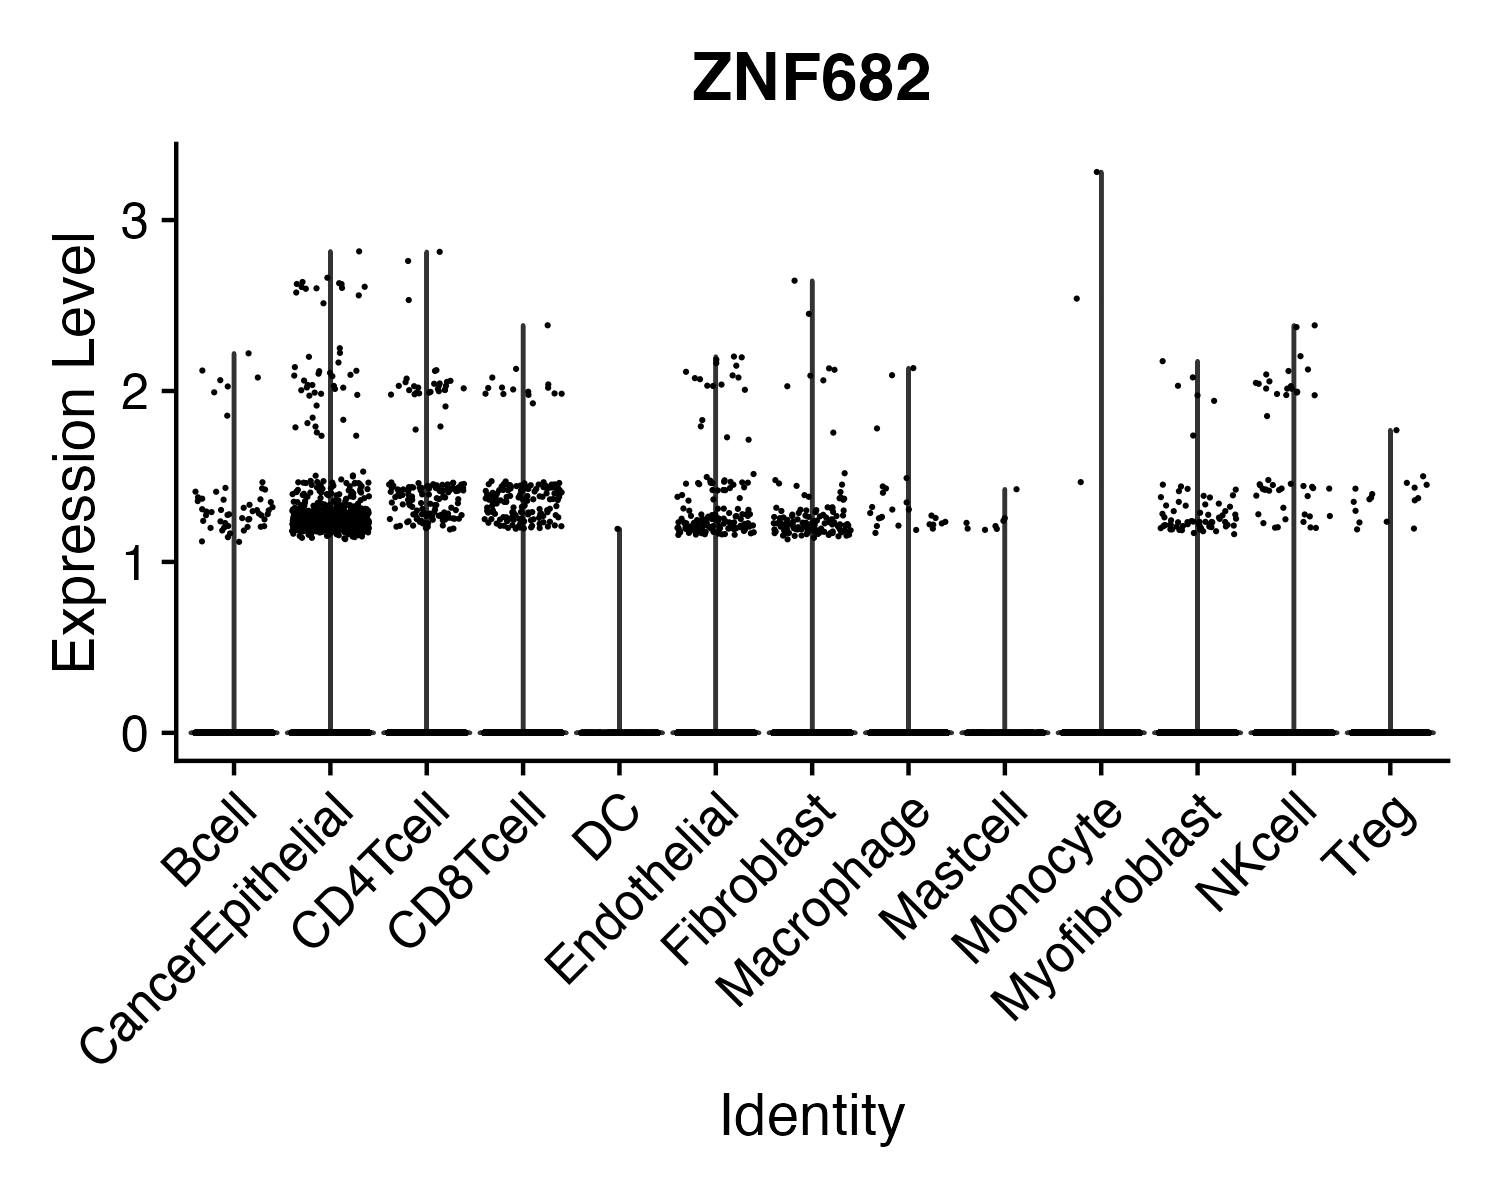 ZNF682
Expression Level
3
2
1
0
Bcell
CancerEpithelial
CD4Tcell
CD8Tcell
DC
Endothelial
Fibroblast
Macrophage
Mastcell
Monocyte
Myofibroblast
NKcell
Treg
Identity